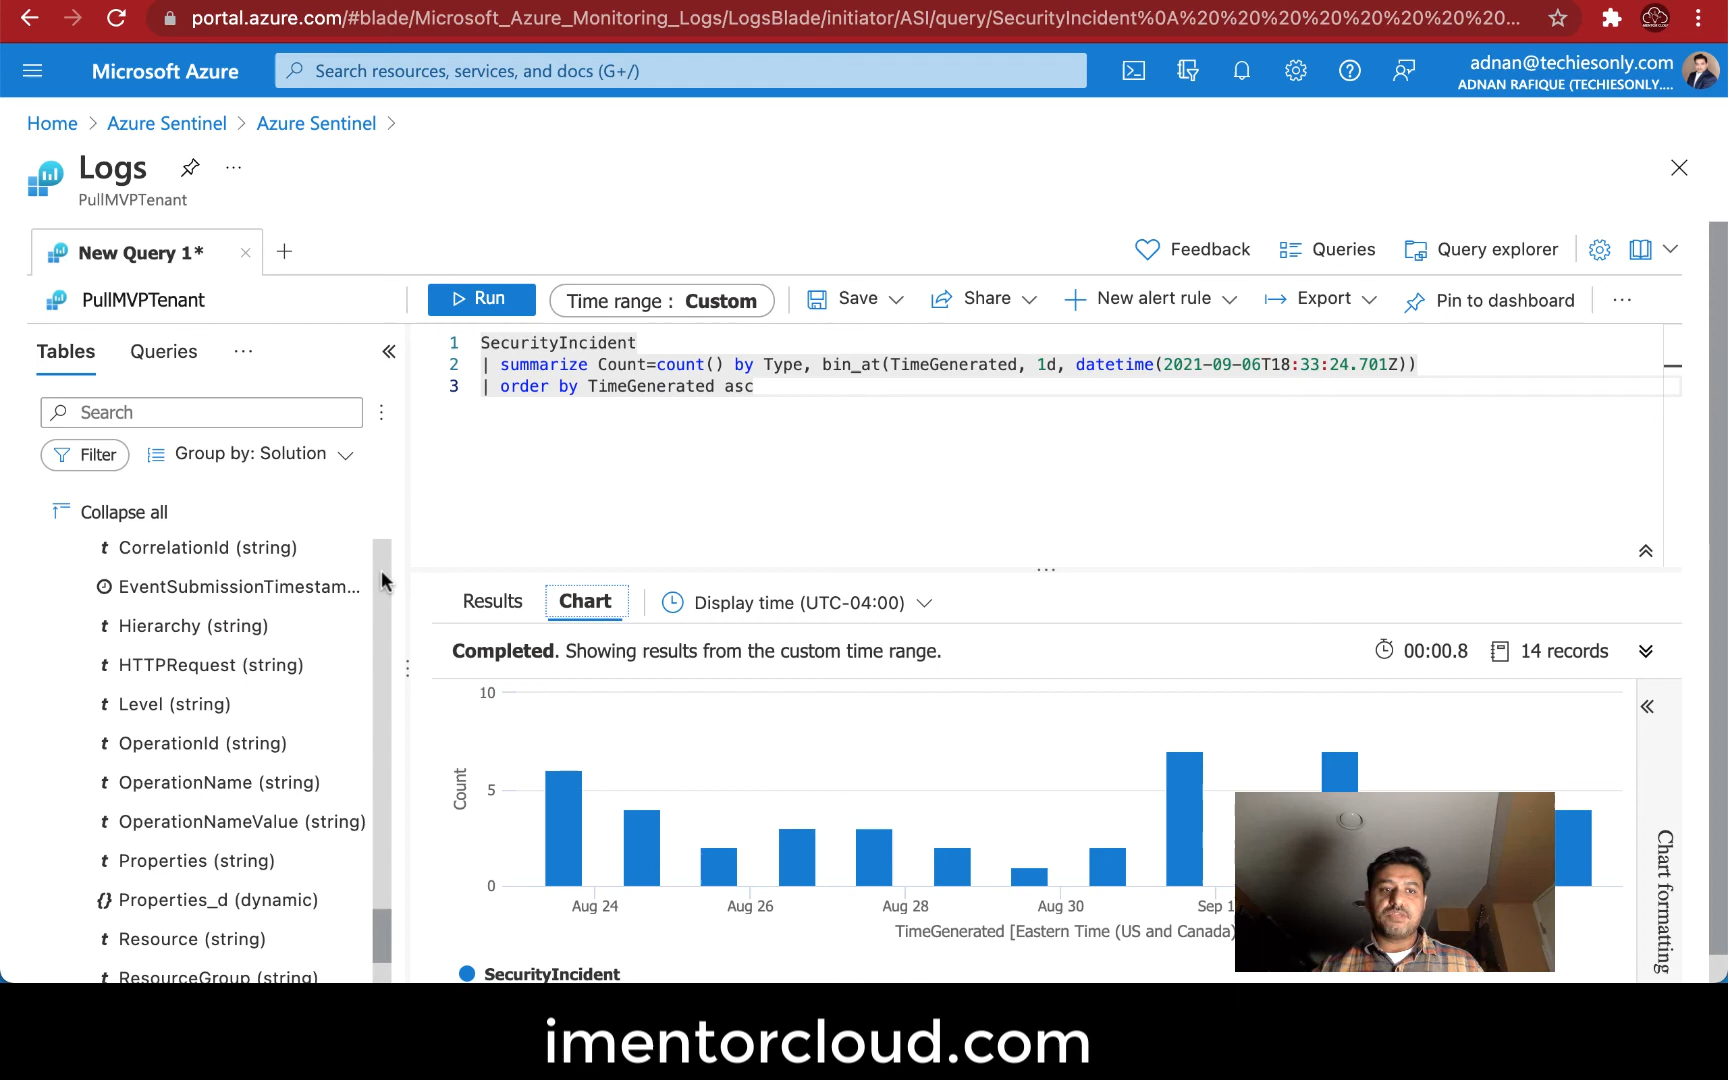 portal.azure.com/#blade/Microsoft_Azure_Monitoring_Logs/LogsBlade/initiator/ASI/query/SecurityIncident%0A%20%20%20%20%20%20%20%20...
Microsoft Azure
Search resources, services, and docs (G+/)
adnan@techiesonly.com
ADNAN RAFIQUE (TECHIESONLY....
Home > Azure Sentinel > Azure Sentinel >
Logs
PullMVPTenant
New Query 1*
Feedback
Queries
Query explorer
PullMVPTenant
Run
Time range : Custom
Save
Share
New alert rule
Export
Pin to dashboard
Tables
Queries
Search
Filter
Group by: Solution
Collapse all
CorrelationId (string)
EventSubmissionTimestam...
Hierarchy (string)
HTTPRequest (string)
Level (string)
OperationId (string)
OperationName (string)
OperationNameValue (string)
Properties (string)
Properties_d (dynamic)
Resource (string)
ResourceGroup (string)
1 SecurityIncident
2 | summarize Count=count() by Type, bin_at(TimeGenerated, 1d, datetime(2021-09-06T18:33:24.701Z))
3 | order by TimeGenerated asc
Results
Chart
Display time (UTC-04:00)
Completed. Showing results from the custom time range.
00:00.8
14 records
10
5
0
Count
Aug 24
Aug 26
Aug 28
Aug 30
Sep 1
TimeGenerated [Eastern Time (US and Canada)
SecurityIncident
Chart formatting
imentorcloud.com